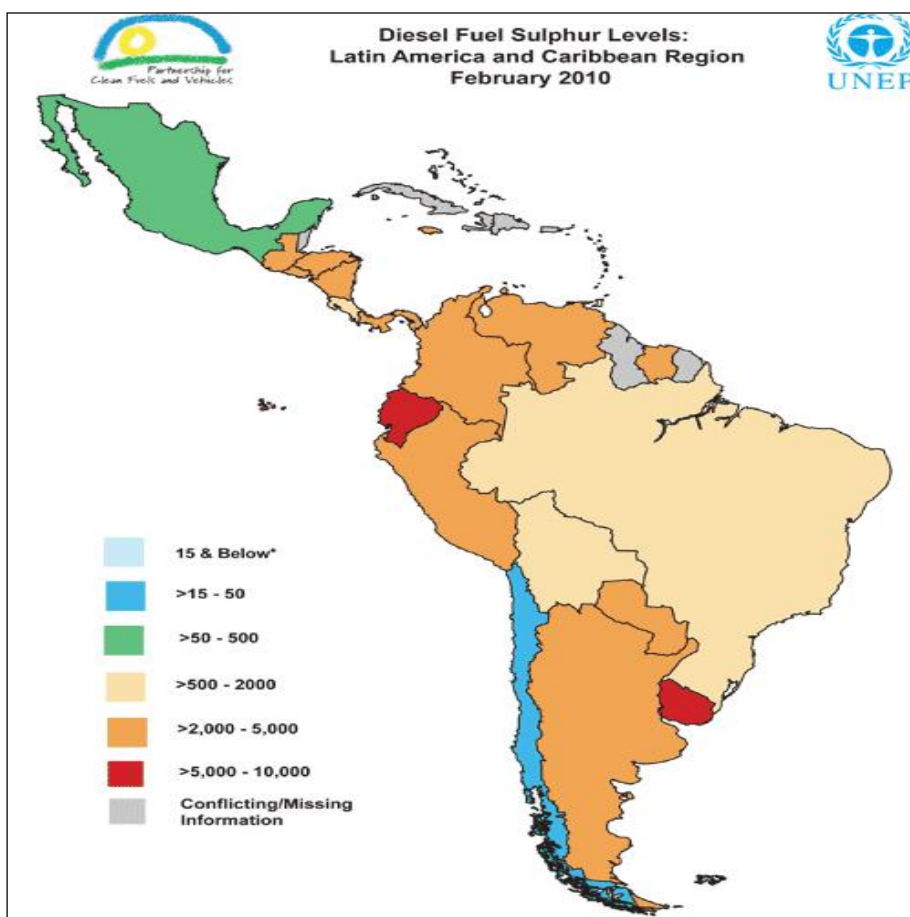 Partnership for
Clean Fuels and Vehicles
Diesel Fuel Sulphur Levels:
Latin America and Caribbean Region
February 2010
UNEP
15 & Below*
>15 - 50
>50 - 500
>500 - 2000
>2,000 - 5,000
>5,000 - 10,000
Conflicting/Missing
Information